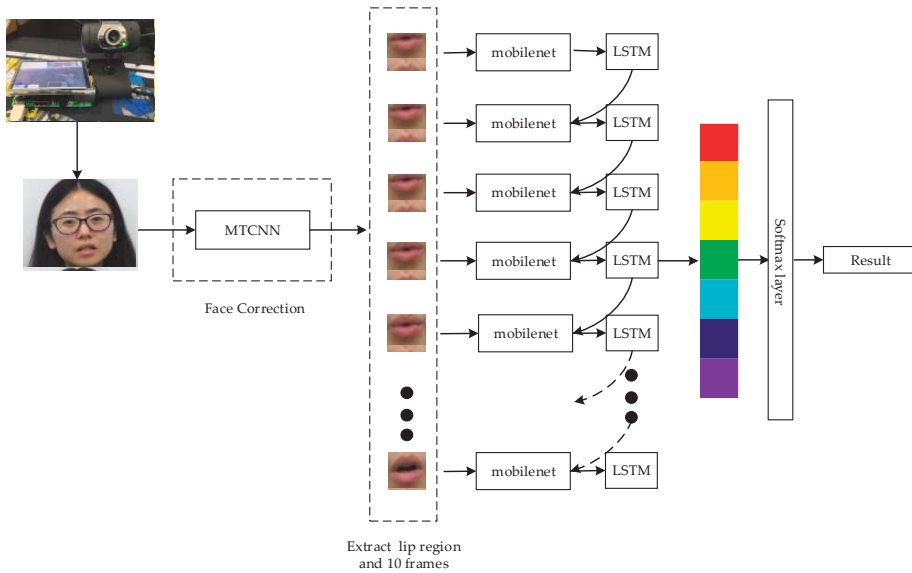 mobilenet
LSTM
mobilenet
LSTM
mobilenet
LSTM
MTCNN
mobilenet
LSTM
Softmax layer
Result
Face Correction
mobilenet
LSTM
mobilenet
LSTM
Extract lip region
and 10 frames